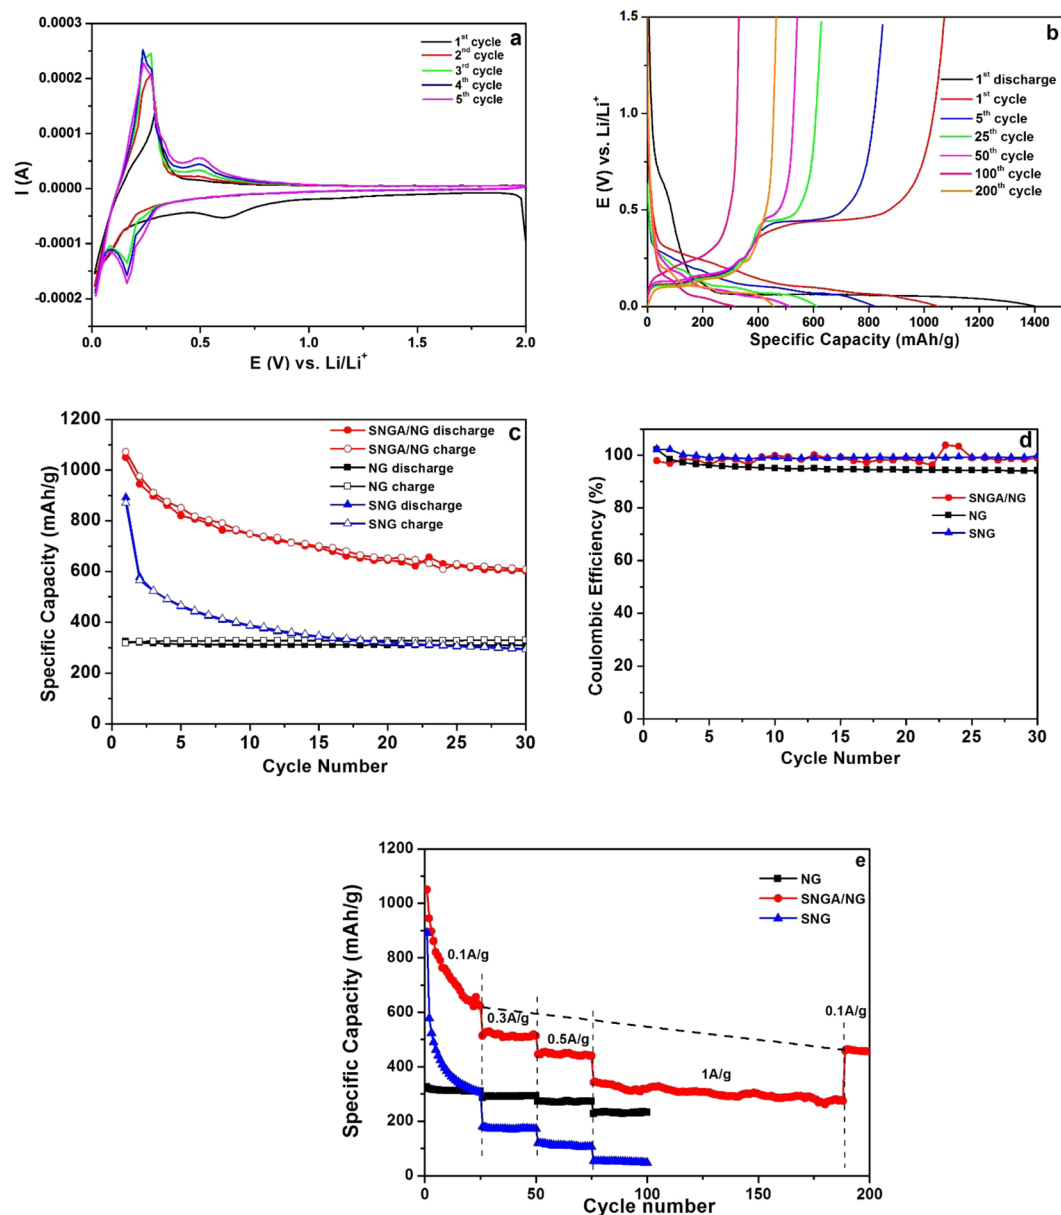 a
1st cycle
2nd cycle
3rd cycle
4th cycle
5th cycle
0.0003
0.0002
0.0001
0.0000
-0.0001
-0.0002
I (A)
0.0
0.5
1.0
1.5
2.0
E (V) vs. Li/Li+
b
1st discharge
1st cycle
5th cycle
25th cycle
50th cycle
100th cycle
200th cycle
1.5
1.0
0.5
0.0
E (V) vs. Li/Li+
0 200 400 600 800 1000 1200 1400
Specific Capacity (mAh/g)
c
SNGA/NG discharge
SNGA/NG charge
NG discharge
NG charge
SNG discharge
SNG charge
1200
1000
800
600
400
200
0
Specific Capacity (mAh/g)
0 5 10 15 20 25 30
Cycle Number
d
SNGA/NG
NG
SNG
100
80
60
40
20
0
Coulombic Efficiency (%)
0 5 10 15 20 25 30
Cycle Number
e
NG
SNGA/NG
SNG
1200
1000
800
600
400
200
0
Specific Capacity (mAh/g)
0.1A/g
0.3A/g
0.5A/g
1A/g
0.1A/g
0 50 100 150 200
Cycle number